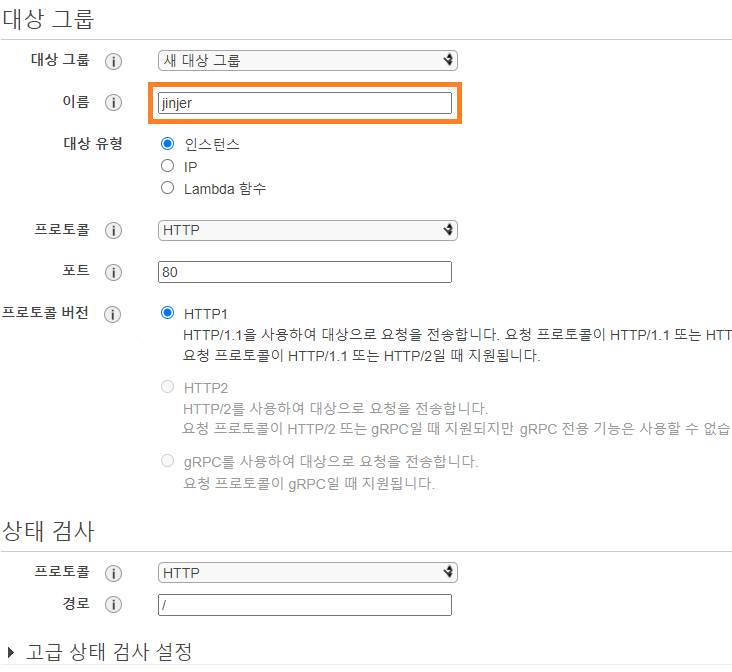 대상 그룹
대상 그룹 i 새 대상 그룹
이름 i jinjer
대상 유형 인스턴스
IP
Lambda 함수
프로토콜 i HTTP
포트 i 80
프로토콜 버전 i HTTP1
HTTP/1.1을 사용하여 대상으로 요청을 전송합니다. 요청 프로토콜이 HTTP/1.1 또는 HTT
요청 프로토콜이 HTTP/1.1 또는 HTTP/2일 때 지원됩니다.
HTTP2
HTTP/2를 사용하여 대상으로 요청을 전송합니다.
요청 프로토콜이 HTTP/2 또는 gRPC일 때 지원되지만 gRPC 전용 기능은 사용할 수 없습
gRPC를 사용하여 대상으로 요청을 전송합니다.
요청 프로토콜이 gRPC일 때 지원됩니다.
상태 검사
프로토콜 i HTTP
경로 i /
고급 상태 검사 설정